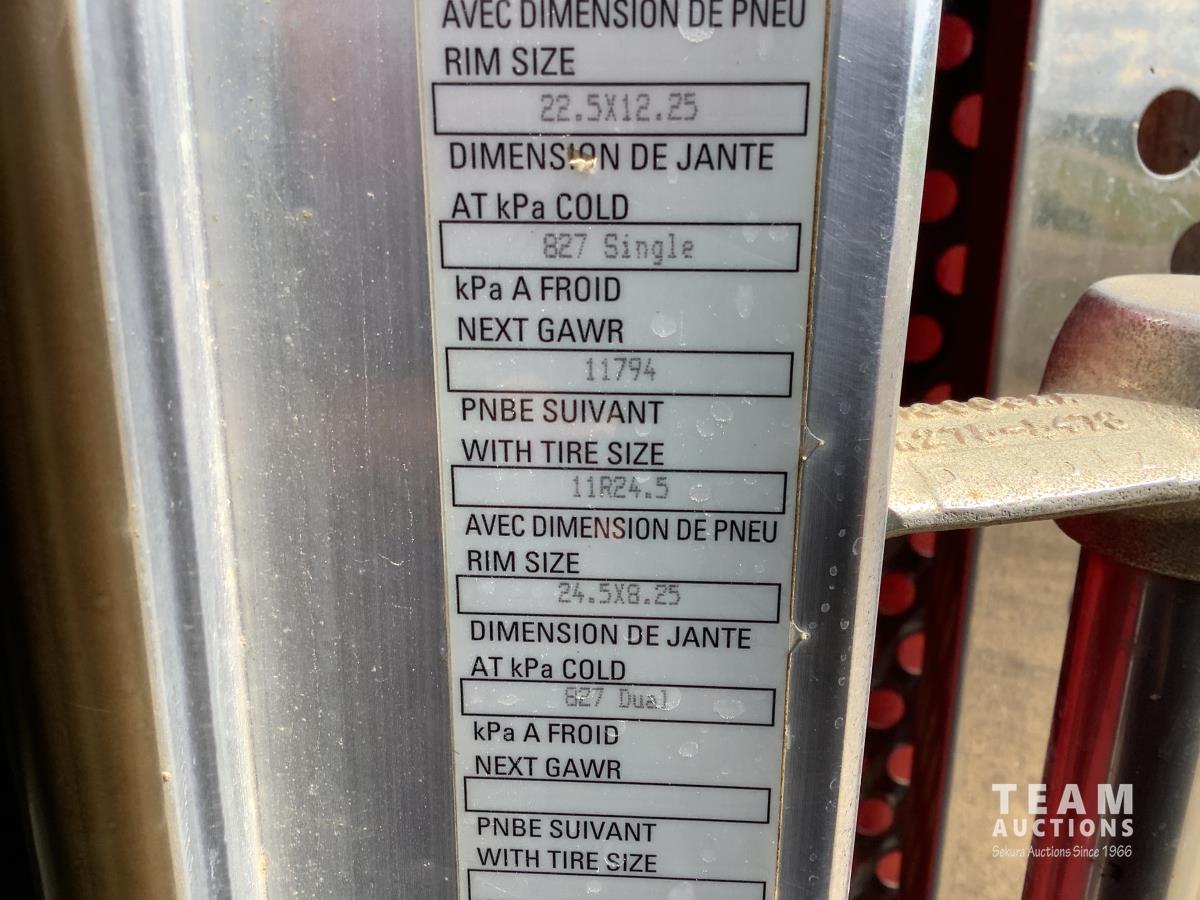 AVEC DIMENSION DE PNEU
RIM SIZE
22.5X12.25
DIMENSION DE JANTE
AT kPa COLD
827 Single
kPa A FROID
NEXT GAWR
11794
PNBE SUIVANT
WITH TIRE SIZE
11R24.5
AVEC DIMENSION DE PNEU
RIM SIZE
24.5X8.25
DIMENSION DE JANTE
AT kPa COLD
827 Dual
kPa A FROID
NEXT GAWR
PNBE SUIVANT
WITH TIRE SIZE
TEAM
AUCTIONS
Sekura Auctions Since 1966